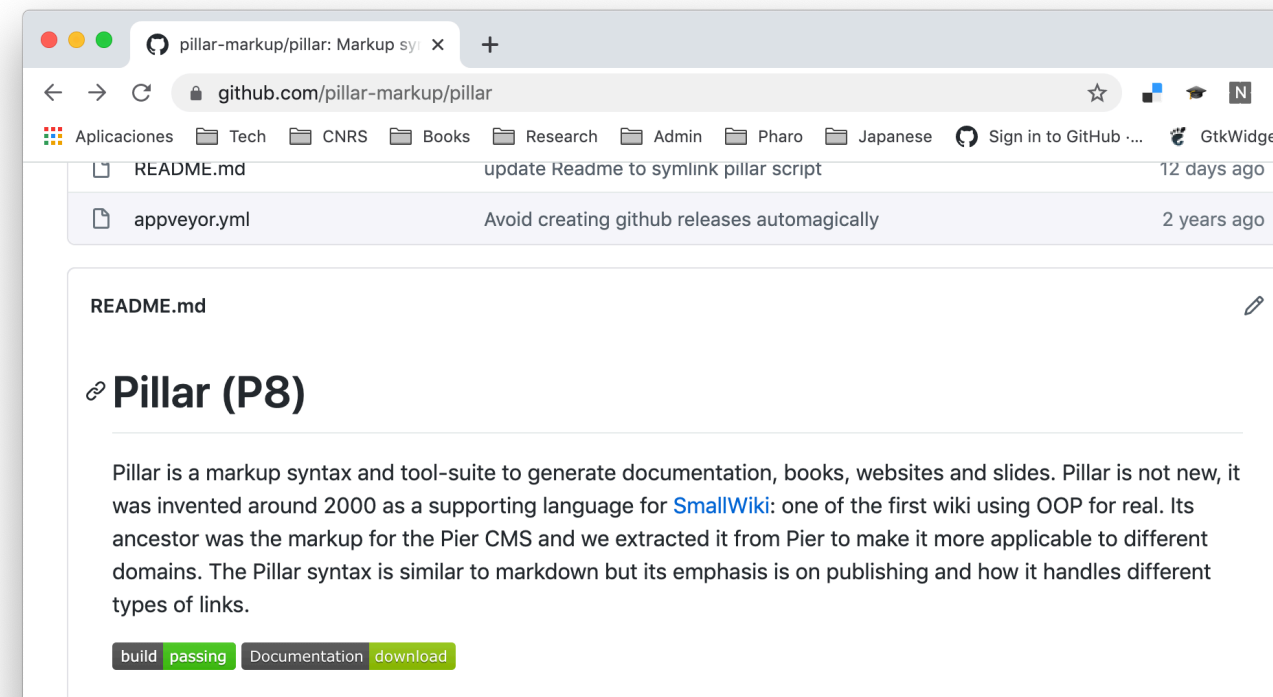 pillar-markup/pillar: Markup sy
github.com/pillar-markup/pillar
N
Aplicaciones Tech CNRS Books Research Admin Pharo Japanese Sign in to GitHub ·... GtkWidge
README.md update Readme to symlink pillar script 12 days ago
appveyor.yml Avoid creating github releases automagically 2 years ago
README.md
Pillar (P8)
Pillar is a markup syntax and tool-suite to generate documentation, books, websites and slides. Pillar is not new, it
was invented around 2000 as a supporting language for SmallWiki: one of the first wiki using OOP for real. Its
ancestor was the markup for the Pier CMS and we extracted it from Pier to make it more applicable to different
domains. The Pillar syntax is similar to markdown but its emphasis is on publishing and how it handles different
types of links.
build passing Documentation download